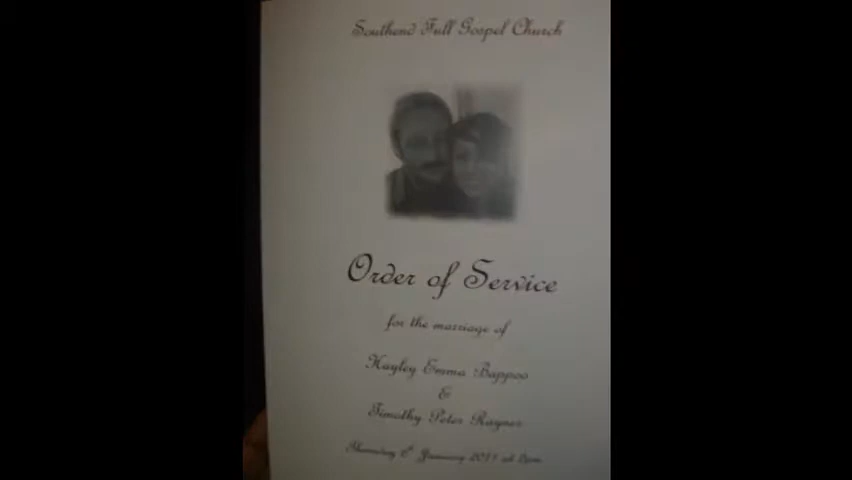 Southend Full Gospel Church
Order of Service
for the marriage of
Hayley Emma Bappoo
&
Timothy Peter Rayner
Thursday 6th January 2011 at 2pm